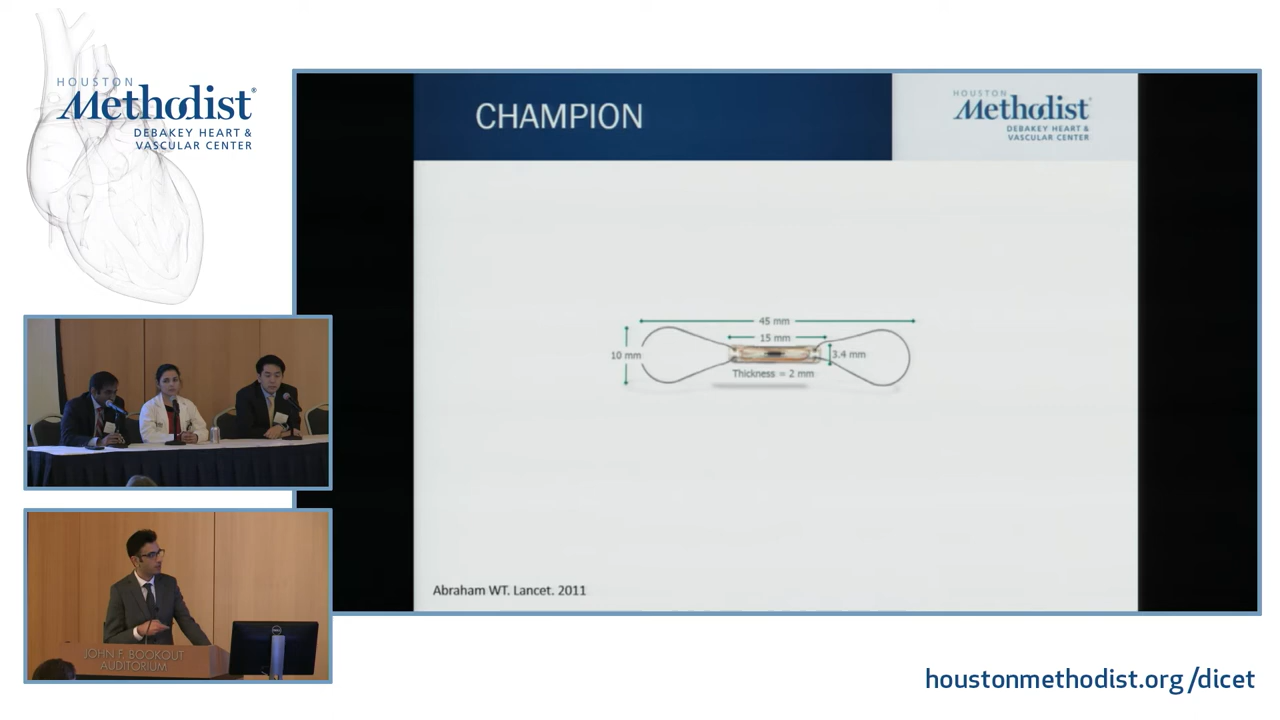 HOUSTON
Methodist®
DEBAKEY HEART &
VASCULAR CENTER
CHAMPION
HOUSTON
Methodist®
DEBAKEY HEART &
VASCULAR CENTER
45 mm
15 mm
10 mm
3.4 mm
Thickness = 2 mm
Abraham WT. Lancet. 2011
JOHN F. BOOKOUT
AUDITORIUM
DELL
houstonmethodist.org/dicet